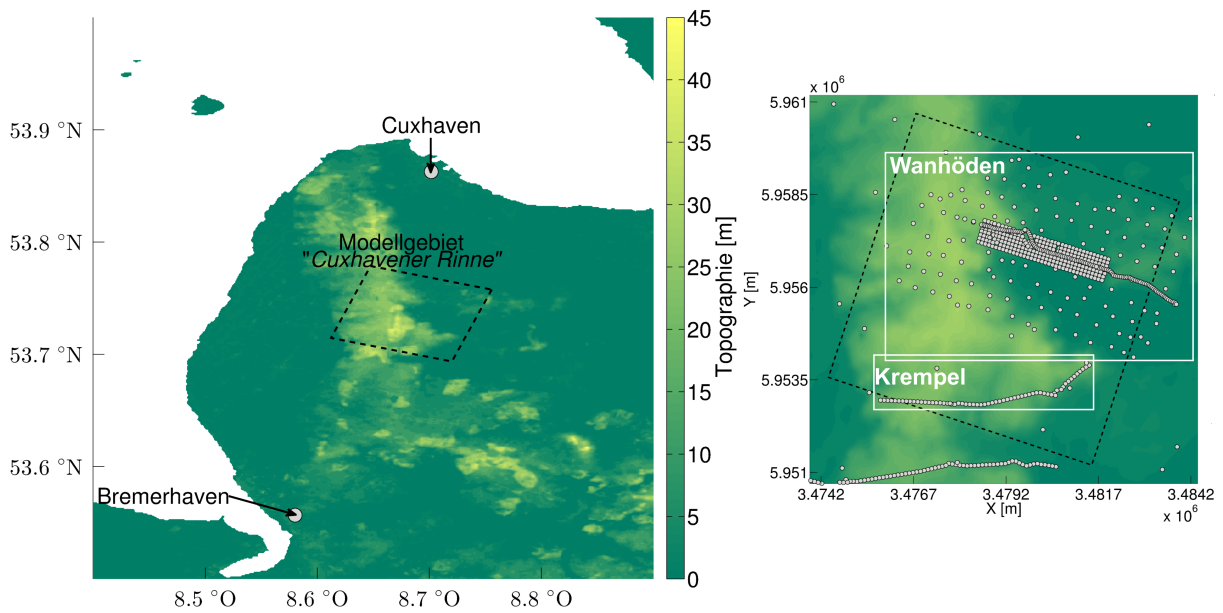 53.9 °N
53.8 °N
53.7 °N
53.6 °N
8.5 °O
8.6 °O
8.7 °O
8.8 °O
Cuxhaven
Modellgebiet
"Cuxhavener Rinne"
Bremerhaven
45
40
35
30
25
20
15
10
5
0
Topographie [m]
x 10⁶
5.961
5.9585
5.956
5.9535
5.951
Y [m]
Wanhöden
Krempel
3.4742
3.4767
3.4792
3.4817
3.4842
X [m]
x 10⁶